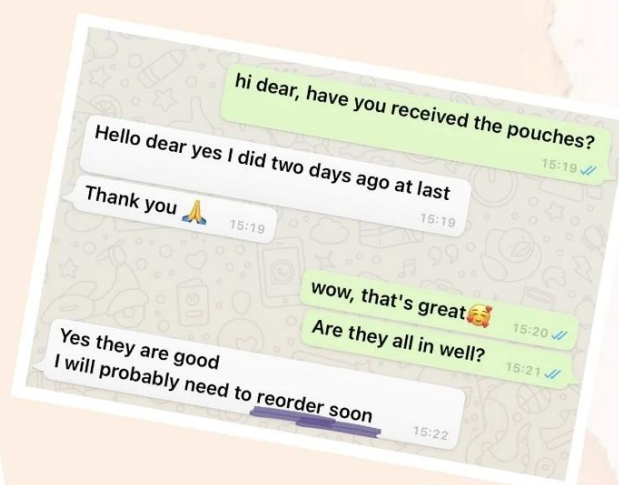 hi dear, have you received the pouches?
15:19
Hello dear yes I did two days ago at last
15:19
Thank you 🙏
15:19
wow, that's great🥰
15:20
Are they all in well?
15:21
Yes they are good
I will probably need to reorder soon
15:22